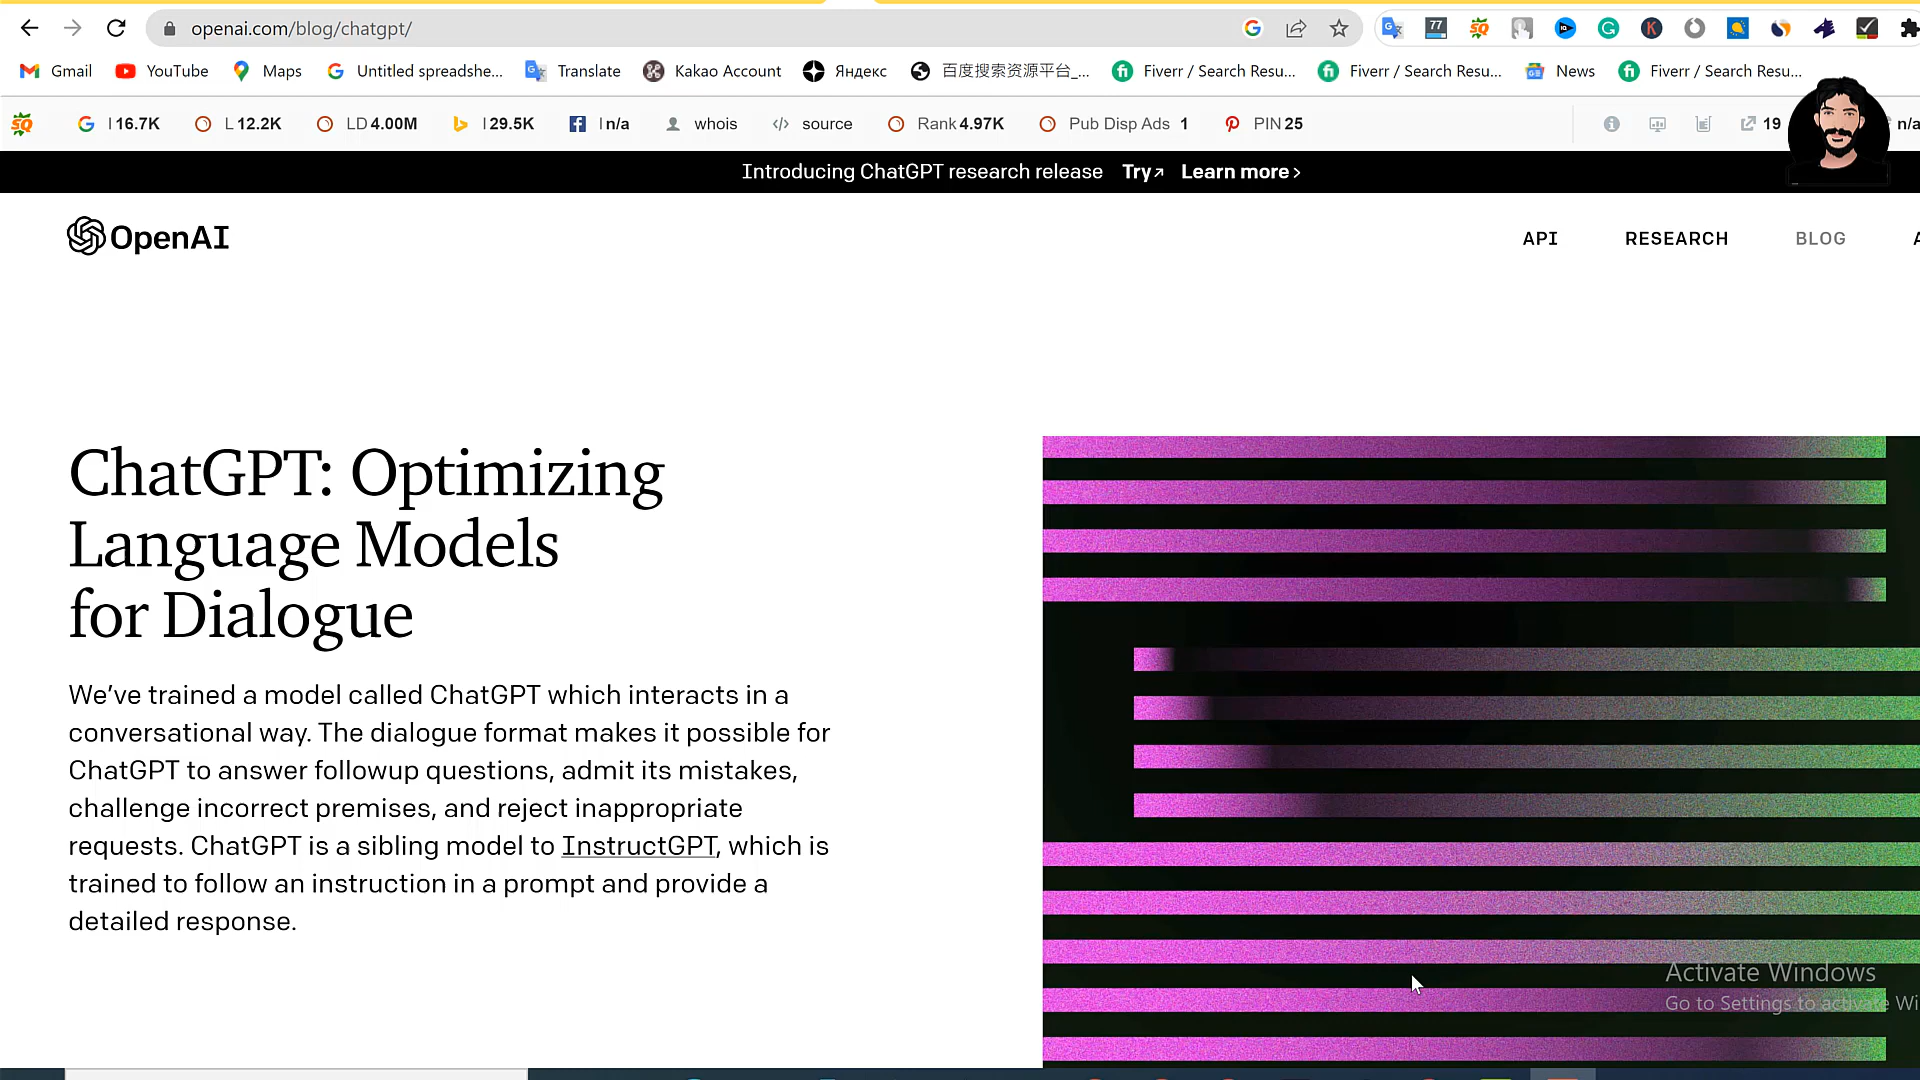 openai.com/blog/chatgpt/
77
Gmail YouTube Maps Untitled spreadshe... Translate Kakao Account Яндекс 百度搜索资源平台_... Fiverr / Search Resu... Fiverr / Search Resu... News Fiverr / Search Resu...
SQ I 16.7K L 12.2K LD 4.00M I 29.5K I n/a whois source Rank 4.97K Pub Disp Ads 1 PIN 25 19 n/a
Introducing ChatGPT research release Try↗ Learn more ›
OpenAI API RESEARCH BLOG
ChatGPT: Optimizing
Language Models
for Dialogue
We’ve trained a model called ChatGPT which interacts in a
conversational way. The dialogue format makes it possible for
ChatGPT to answer followup questions, admit its mistakes,
challenge incorrect premises, and reject inappropriate
requests. ChatGPT is a sibling model to InstructGPT, which is
trained to follow an instruction in a prompt and provide a
detailed response.
Activate Windows
Go to Settings to activate Wi